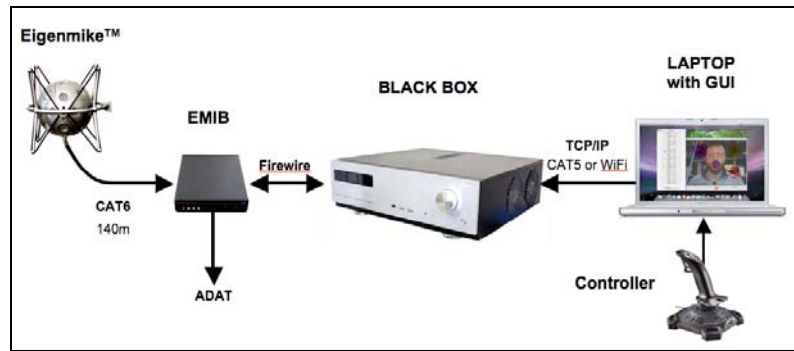 Eigenmike™
EMIB
BLACK BOX
LAPTOP
with GUI
Firewire
TCP/IP
CAT5 or WiFi
CAT6
140m
ADAT
Controller